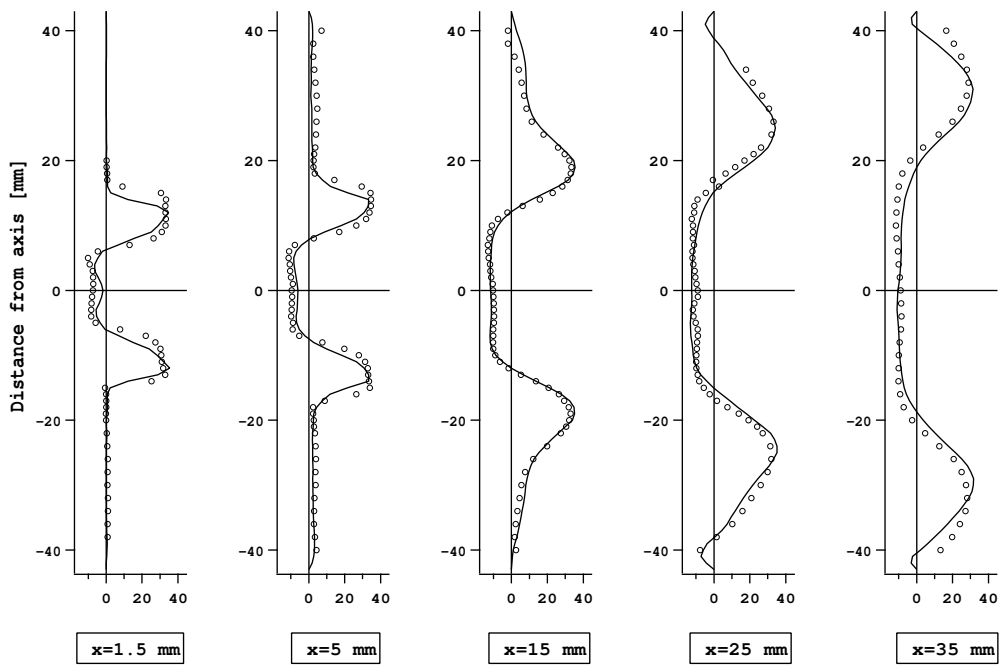 Distance from axis [mm]
40 40 40 40 40
20 20 20 20 20
0 0 0 0 0
−20 −20 −20 −20 −20
−40 −40 −40 −40 −40
0 20 40 0 20 40 0 20 40 0 20 40 0 20 40
x=1.5 mm x=5 mm x=15 mm x=25 mm x=35 mm